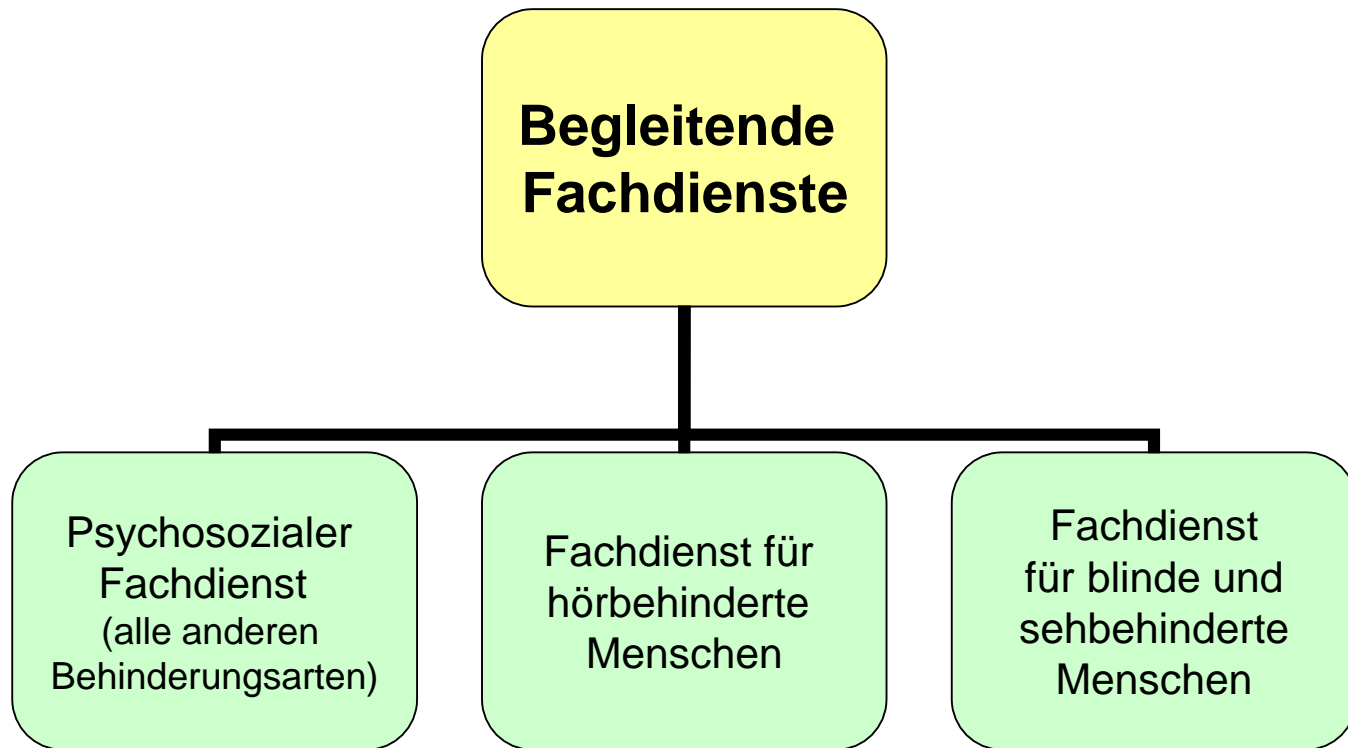 Begleitende
Fachdienste
Psychosozialer
Fachdienst
(alle anderen
Behinderungsarten)
Fachdienst für
hörbehinderte
Menschen
Fachdienst
für blinde und
sehbehinderte
Menschen